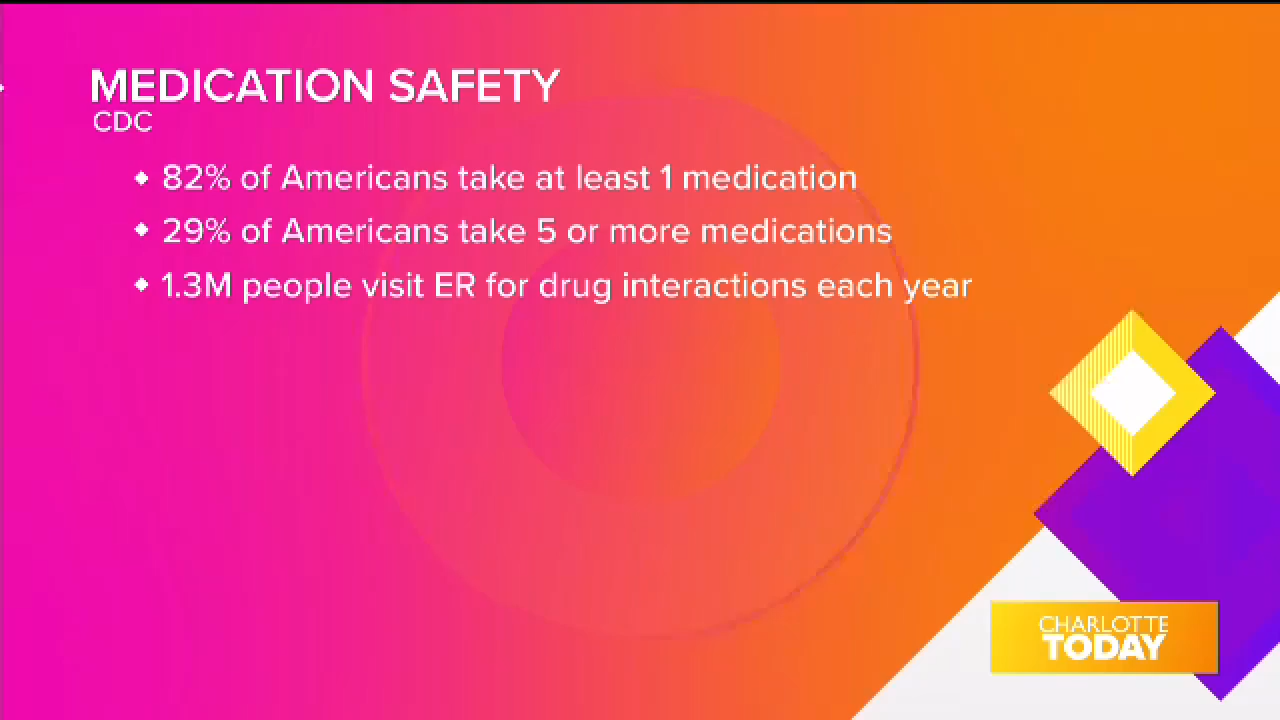 MEDICATION SAFETY
CDC
82% of Americans take at least 1 medication
29% of Americans take 5 or more medications
1.3M people visit ER for drug interactions each year
CHARLOTTE
TODAY